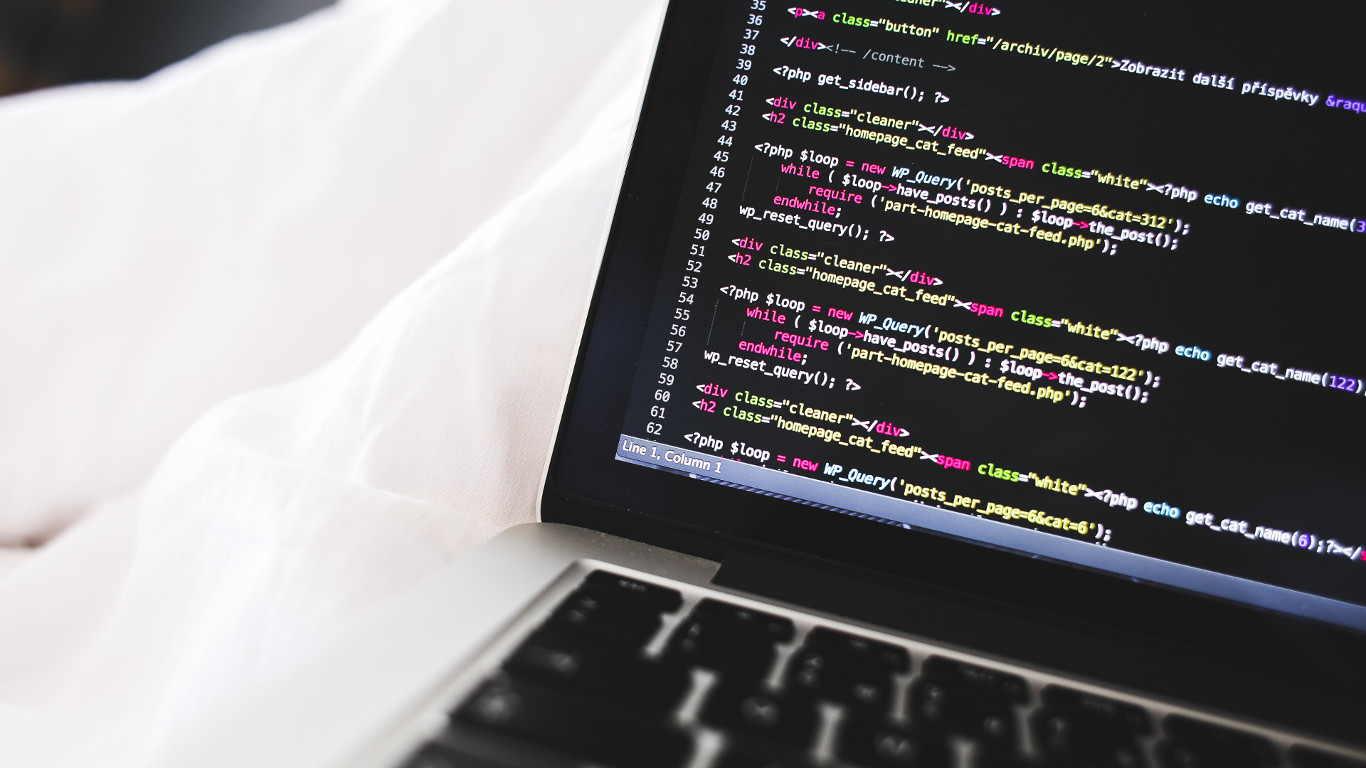 35 cleaner"></div>
36 <p><a class="button" href="/archiv/page/2">Zobrazit další příspěvky &raqu
37
38 </div><!-- /content -->
39
40 <?php get_sidebar(); ?>
41
42 <div class="cleaner"></div>
43 <h2 class="homepage_cat_feed"><span class="white"><?php echo get_cat_name(3
44
45 <?php $loop = new WP_Query('posts_per_page=6&cat=312');
46 while ( $loop->have_posts() ) : $loop->the_post();
47 require ('part-homepage-cat-feed.php');
48 endwhile;
49 wp_reset_query(); ?>
50
51 <div class="cleaner"></div>
52 <h2 class="homepage_cat_feed"><span class="white"><?php echo get_cat_name(122)
53
54 <?php $loop = new WP_Query('posts_per_page=6&cat=122');
55 while ( $loop->have_posts() ) : $loop->the_post();
56 require ('part-homepage-cat-feed.php');
57 endwhile;
58 wp_reset_query(); ?>
59
60 <div class="cleaner"></div>
61 <h2 class="homepage_cat_feed"><span class="white"><?php echo get_cat_name(6);?></
62
<?php $loop = new WP_Query('posts_per_page=6&cat=6');
Line 1, Column 1